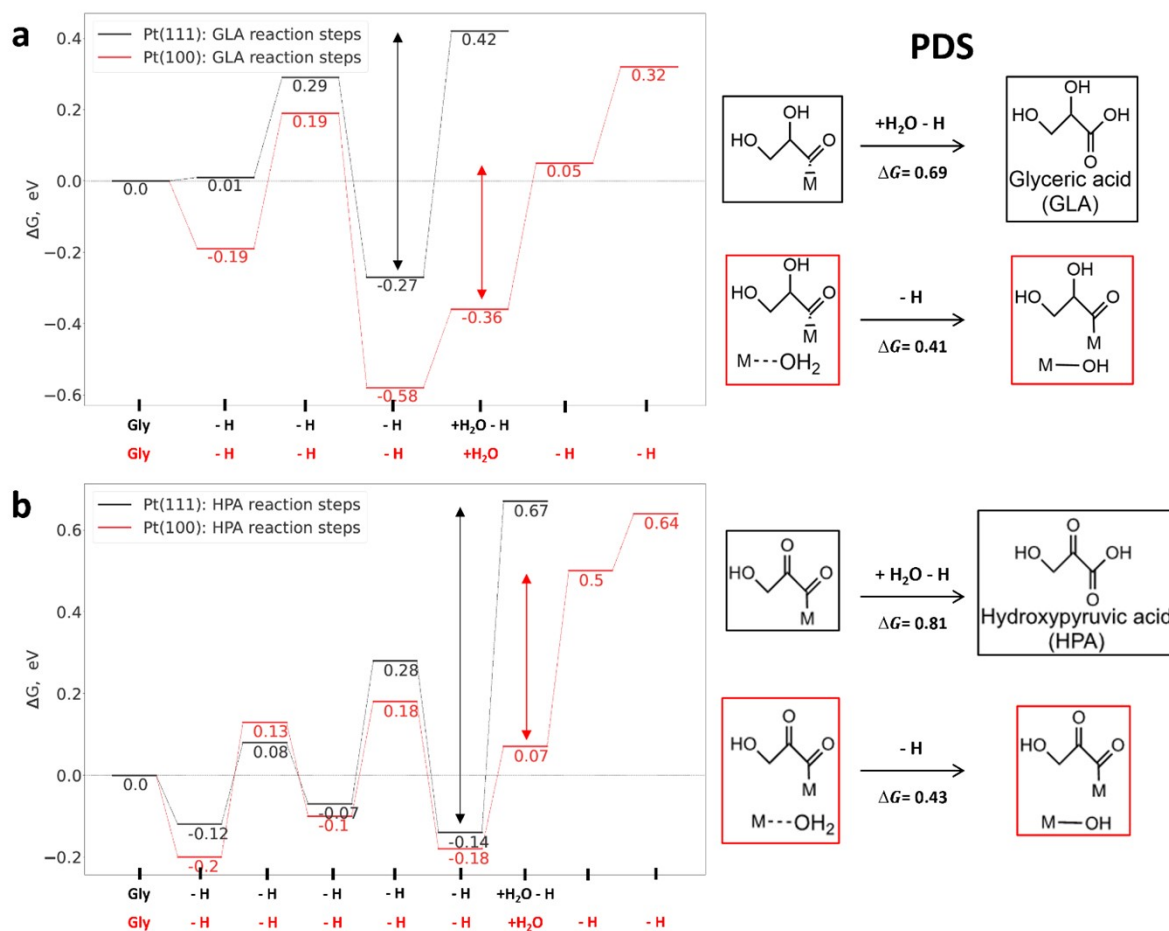 a
Pt(111): GLA reaction steps
Pt(100): GLA reaction steps
ΔG, eV
0.4
0.2
0.0
−0.2
−0.4
−0.6
0.0
0.01
-0.19
0.29
0.19
-0.27
-0.58
0.42
-0.36
0.05
0.32
Gly - H - H - H +H₂O - H
Gly - H - H - H +H₂O - H - H
PDS
OH
HO O
M
+H₂O - H
ΔG= 0.69
OH
HO OH
O
Glyceric acid
(GLA)
OH
HO O
M
M---OH₂
- H
ΔG= 0.41
OH
HO O
M
M—OH
b
Pt(111): HPA reaction steps
Pt(100): HPA reaction steps
ΔG, eV
0.6
0.4
0.2
0.0
−0.2
0.0
-0.12
-0.2
0.13
0.08
-0.07
-0.1
0.28
0.18
-0.14
-0.18
0.67
0.07
0.5
0.64
Gly - H - H - H - H - H +H₂O - H
Gly - H - H - H - H - H +H₂O - H - H
O
HO O
M
+ H₂O - H
ΔG= 0.81
O
HO OH
O
Hydroxypyruvic acid
(HPA)
O
HO O
M
M---OH₂
- H
ΔG= 0.43
O
HO O
M
M—OH